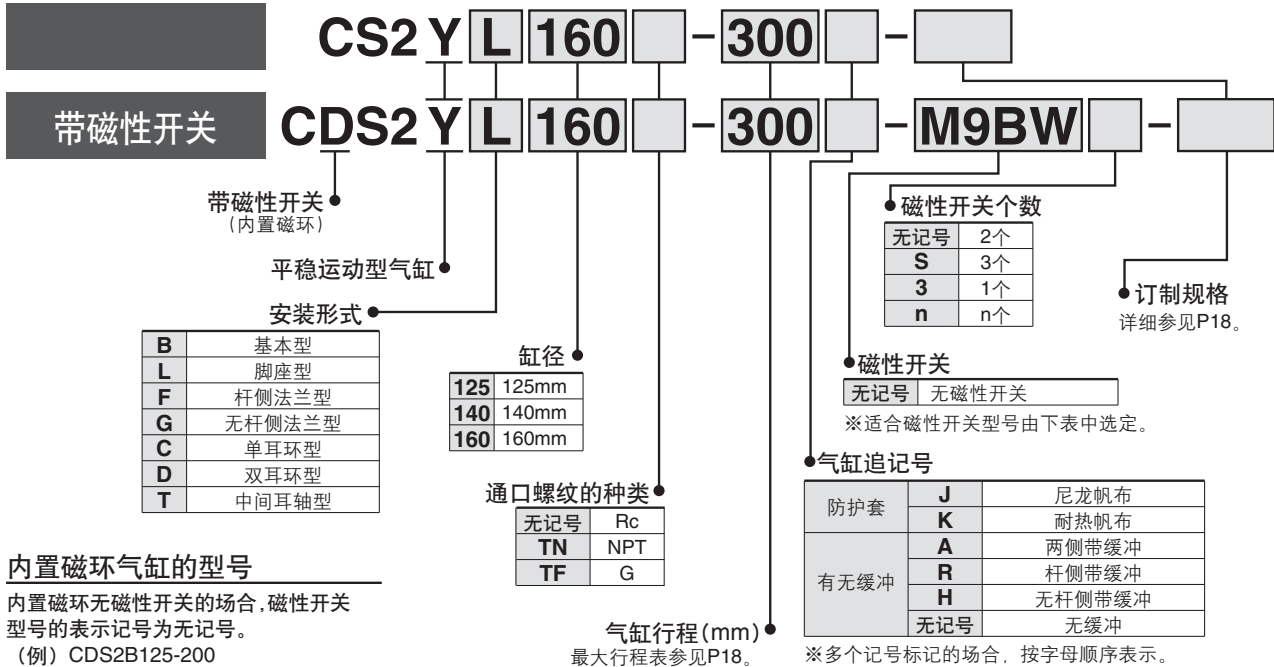 CS2 Y L 160 - 300 -
带磁性开关 CDS2 Y L 160 - 300 - M9BW -
带磁性开关
(内置磁环)
平稳运动型气缸
安装形式
B 基本型
L 脚座型
F 杆侧法兰型
G 无杆侧法兰型
C 单耳环型
D 双耳环型
T 中间耳轴型
缸径
125 125mm
140 140mm
160 160mm
通口螺纹的种类
无记号 Rc
TN NPT
TF G
气缸行程(mm)
最大行程表参见P18。
磁性开关个数
无记号 2个
S 3个
3 1个
n n个
订制规格
详细参见P18。
磁性开关
无记号 无磁性开关
※适合磁性开关型号由下表中选定。
气缸追记号
防护套 J 尼龙帆布
K 耐热帆布
有无缓冲 A 两侧带缓冲
R 杆侧带缓冲
H 无杆侧带缓冲
无记号 无缓冲
※多个记号标记的场合，按字母顺序表示。
内置磁环气缸的型号
内置磁环无磁性开关的场合,磁性开关
型号的表示记号为无记号。
(例) CDS2B125-200